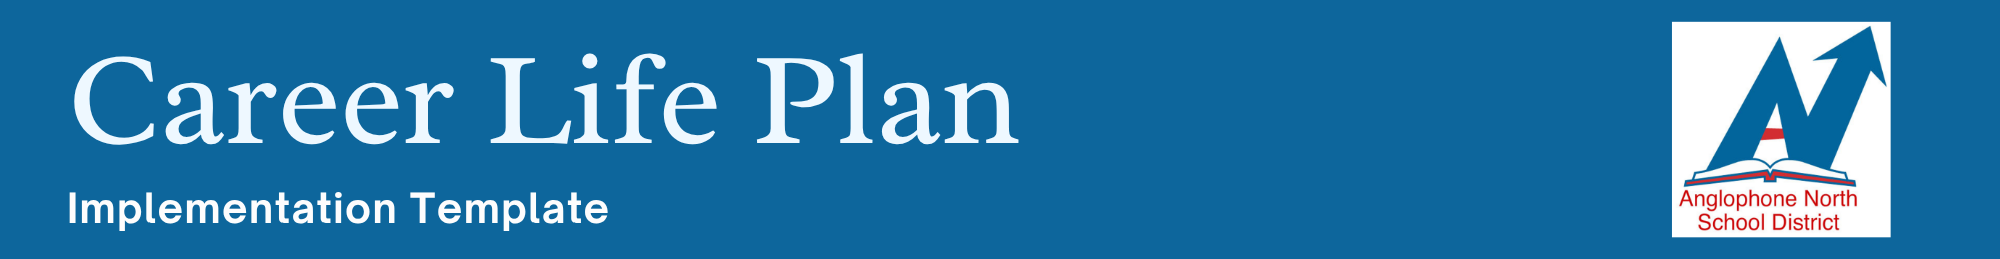 Career Life Plan
Implementation Template
Anglophone North
School District